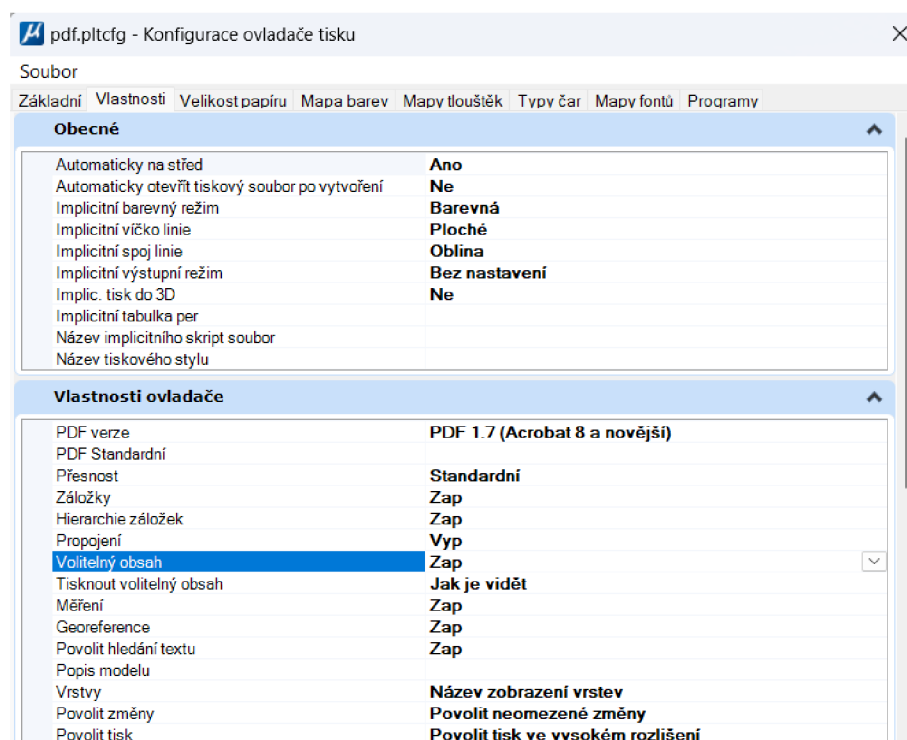 pdf.pltcfg - Konfigurace ovladače tisku
Soubor
Základní Vlastnosti Velikost papíru Mapa barev Mapy tlouštěk Typy čar Mapy fontů Programy
Obecné
Automaticky na střed Ano
Automaticky otevřít tiskový soubor po vytvoření Ne
Implicitní barevný režim Barevná
Implicitní víčko linie Ploché
Implicitní spoj linie Oblina
Implicitní výstupní režim Bez nastavení
Implic. tisk do 3D Ne
Implicitní tabulka per
Název implicitního skript soubor
Název tiskového stylu
Vlastnosti ovladače
PDF verze PDF 1.7 (Acrobat 8 a novější)
PDF Standardní
Přesnost Standardní
Záložky Zap
Hierarchie záložek Zap
Propojení Vyp
Volitelný obsah Zap
Tisknout volitelný obsah Jak je vidět
Měření Zap
Georeference Zap
Povolit hledání textu Zap
Popis modelu
Vrstvy Název zobrazení vrstev
Povolit změny Povolit neomezené změny
Povolit tisk Povolit tisk ve vysokém rozlišení